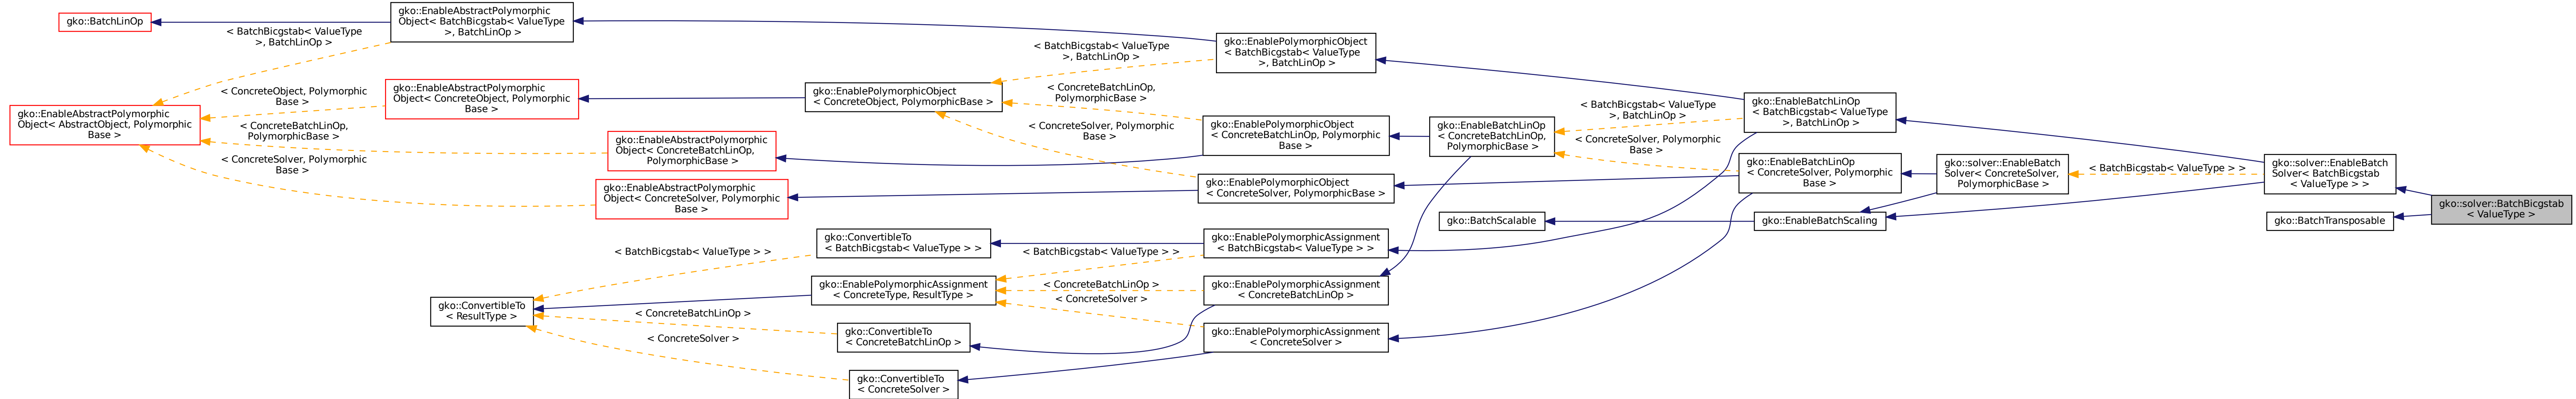 gko::BatchLinOp
gko::EnableAbstractPolymorphic
Object< BatchBicgstab< ValueType
>, BatchLinOp >
< BatchBicgstab< ValueType
>, BatchLinOp >
gko::EnableAbstractPolymorphic
Object< AbstractObject, Polymorphic
Base >
< ConcreteObject, Polymorphic
Base >
gko::EnableAbstractPolymorphic
Object< ConcreteObject, Polymorphic
Base >
< ConcreteBatchLinOp,
PolymorphicBase >
gko::EnableAbstractPolymorphic
Object< ConcreteBatchLinOp,
PolymorphicBase >
< ConcreteSolver, Polymorphic
Base >
gko::EnableAbstractPolymorphic
Object< ConcreteSolver, Polymorphic
Base >
gko::EnablePolymorphicObject
< ConcreteObject, PolymorphicBase >
< BatchBicgstab< ValueType
>, BatchLinOp >
gko::EnablePolymorphicObject
< BatchBicgstab< ValueType
>, BatchLinOp >
< ConcreteBatchLinOp,
PolymorphicBase >
gko::EnablePolymorphicObject
< ConcreteBatchLinOp, Polymorphic
Base >
< ConcreteSolver, Polymorphic
Base >
gko::EnablePolymorphicObject
< ConcreteSolver, PolymorphicBase >
gko::EnableBatchLinOp
< ConcreteBatchLinOp,
PolymorphicBase >
< BatchBicgstab< ValueType
>, BatchLinOp >
gko::EnableBatchLinOp
< BatchBicgstab< ValueType
>, BatchLinOp >
< ConcreteSolver, Polymorphic
Base >
gko::EnableBatchLinOp
< ConcreteSolver, Polymorphic
Base >
gko::solver::EnableBatch
Solver< ConcreteSolver,
PolymorphicBase >
< BatchBicgstab< ValueType > >
gko::solver::EnableBatch
Solver< BatchBicgstab
< ValueType > >
gko::solver::BatchBicgstab
< ValueType >
gko::BatchScalable
gko::EnableBatchScaling
gko::BatchTransposable
gko::ConvertibleTo
< ResultType >
< BatchBicgstab< ValueType > >
gko::ConvertibleTo
< BatchBicgstab< ValueType > >
gko::EnablePolymorphicAssignment
< ConcreteType, ResultType >
< BatchBicgstab< ValueType > >
gko::EnablePolymorphicAssignment
< BatchBicgstab< ValueType > >
< ConcreteBatchLinOp >
gko::EnablePolymorphicAssignment
< ConcreteBatchLinOp >
< ConcreteSolver >
gko::EnablePolymorphicAssignment
< ConcreteSolver >
< ConcreteBatchLinOp >
gko::ConvertibleTo
< ConcreteBatchLinOp >
< ConcreteSolver >
gko::ConvertibleTo
< ConcreteSolver >